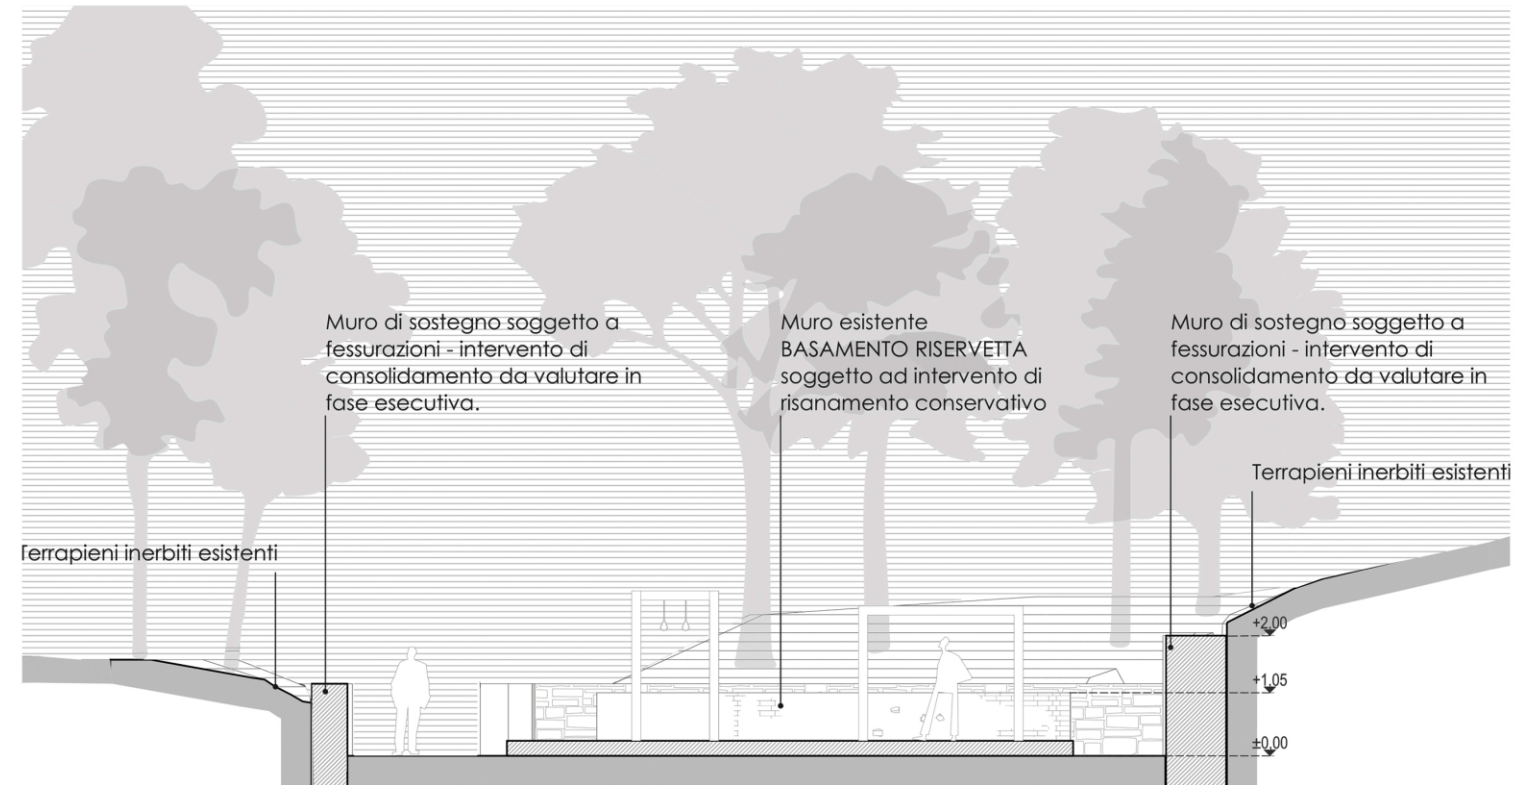 Muro di sostegno soggetto a
fessurazioni - intervento di
consolidamento da valutare in
fase esecutiva.
Muro esistente
BASAMENTO RISERVETTA
soggetto ad intervento di
risanamento conservativo
Muro di sostegno soggetto a
fessurazioni - intervento di
consolidamento da valutare in
fase esecutiva.
Terrapieni inerbiti esistenti
Terrapieni inerbiti esistenti
+2,00
+1,05
±0,00